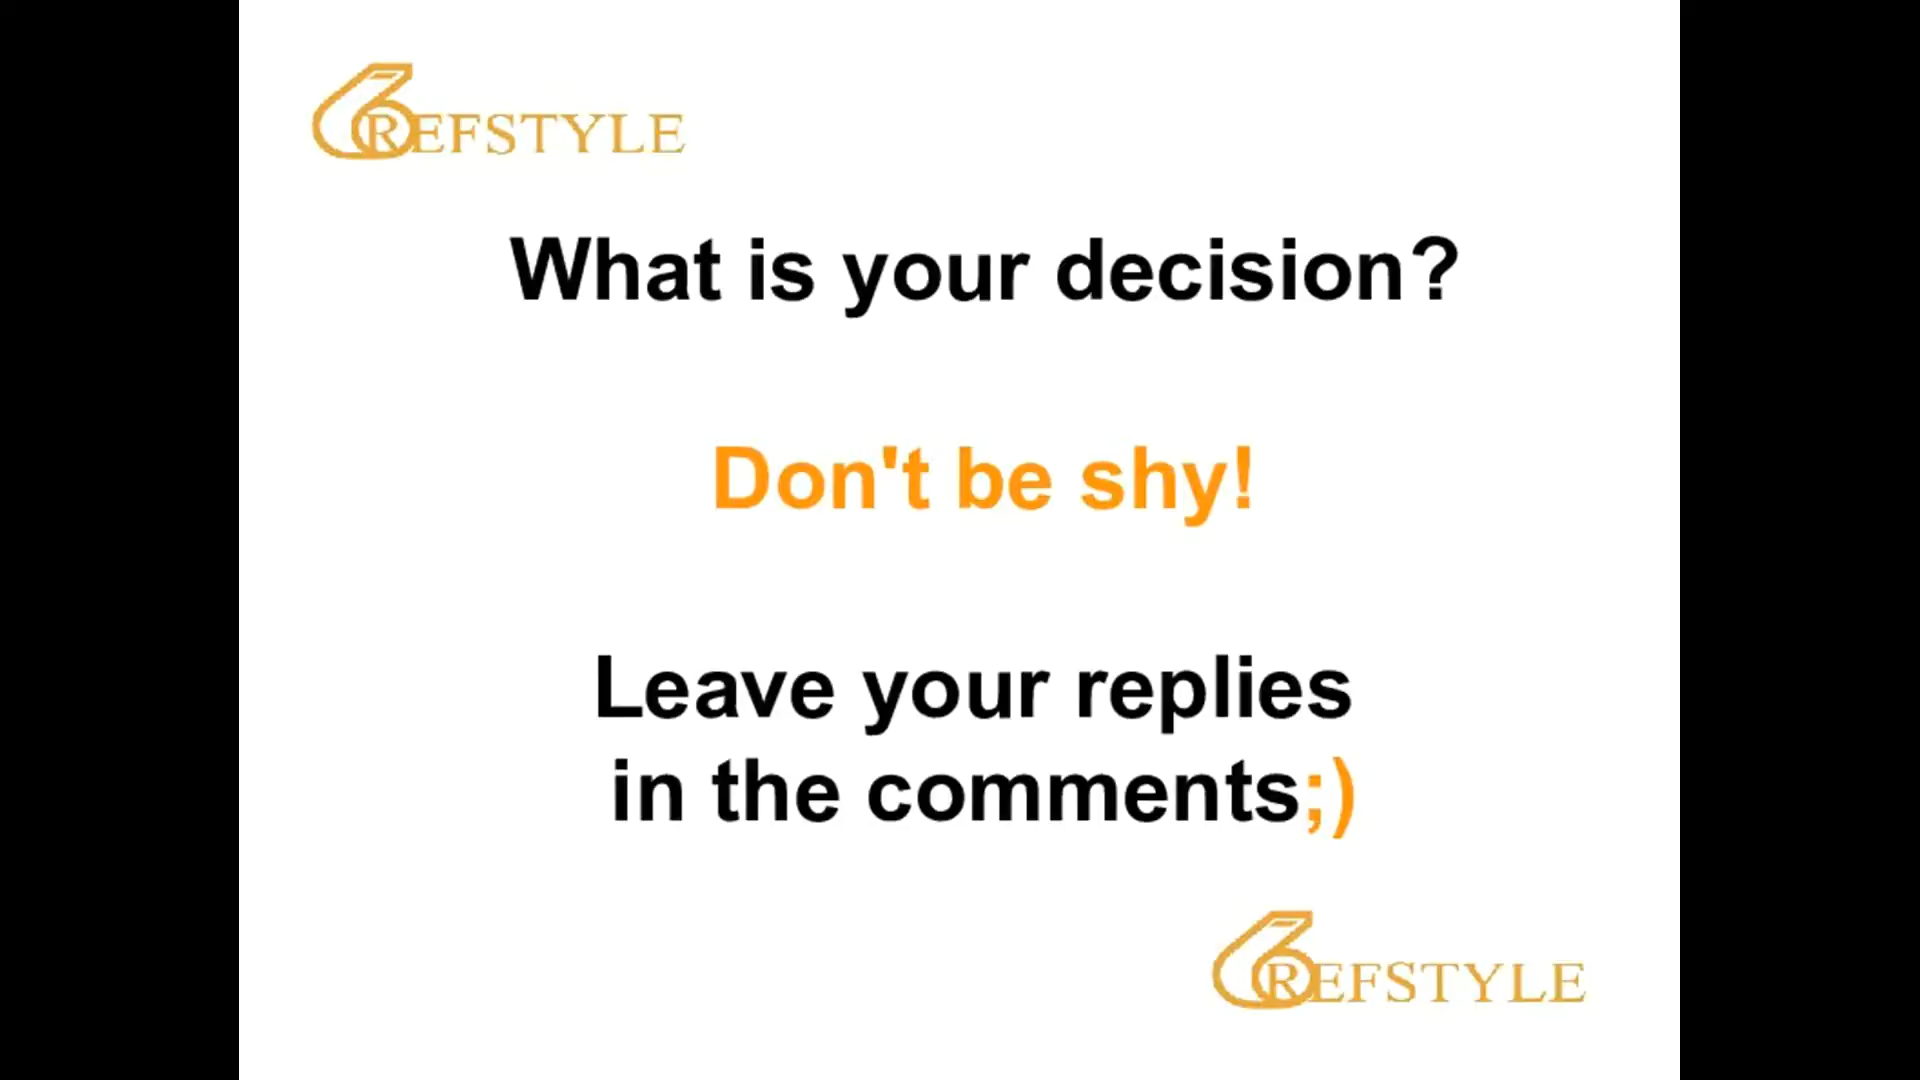 REFSTYLE
What is your decision?
Don't be shy!
Leave your replies
in the comments;)
REFSTYLE